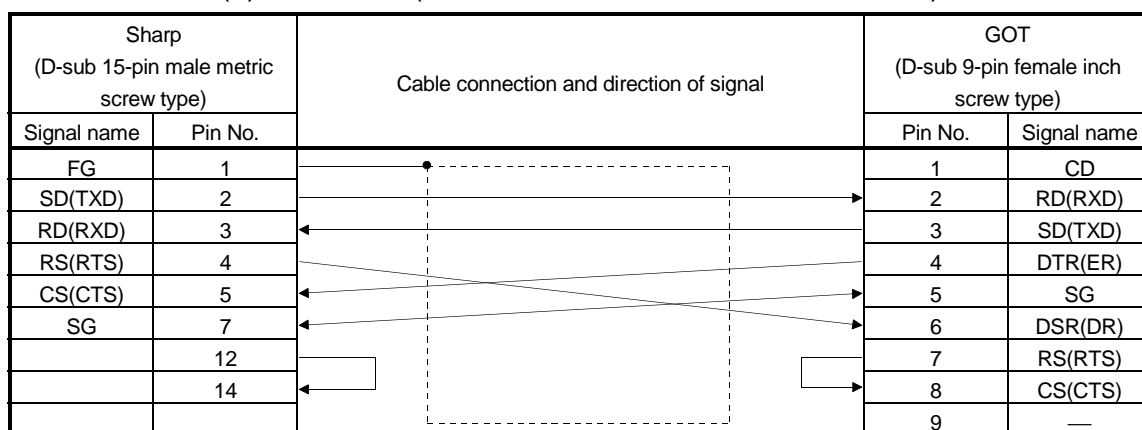 Sharp
(D-sub 15-pin male metric
screw type)
Cable connection and direction of signal
GOT
(D-sub 9-pin female inch
screw type)
Signal name Pin No. Pin No. Signal name
FG 1 1 CD
SD(TXD) 2 2 RD(RXD)
RD(RXD) 3 3 SD(TXD)
RS(RTS) 4 4 DTR(ER)
CS(CTS) 5 5 SG
SG 7 6 DSR(DR)
12 7 RS(RTS)
14 8 CS(CTS)
9 —